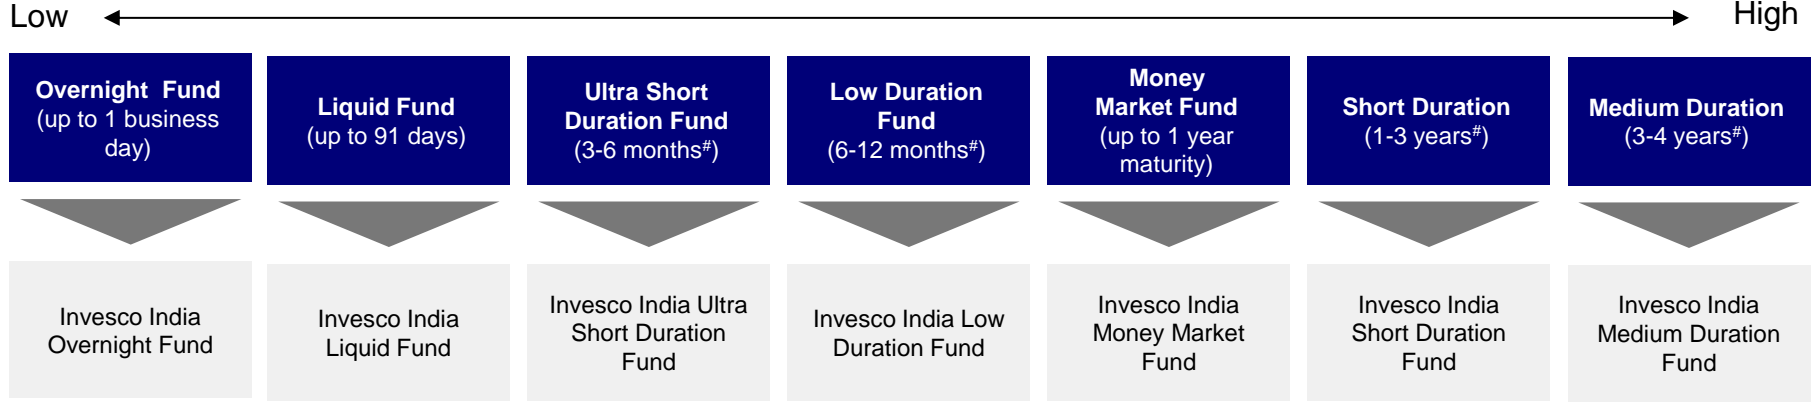 Low
High
Overnight Fund
(up to 1 business
day)
Liquid Fund
(up to 91 days)
Ultra Short
Duration Fund
(3-6 months#)
Low Duration
Fund
(6-12 months#)
Money
Market Fund
(up to 1 year
maturity)
Short Duration
(1-3 years#)
Medium Duration
(3-4 years#)
Invesco India
Overnight Fund
Invesco India
Liquid Fund
Invesco India Ultra
Short Duration
Fund
Invesco India Low
Duration Fund
Invesco India
Money Market
Fund
Invesco India
Short Duration
Fund
Invesco India
Medium Duration
Fund